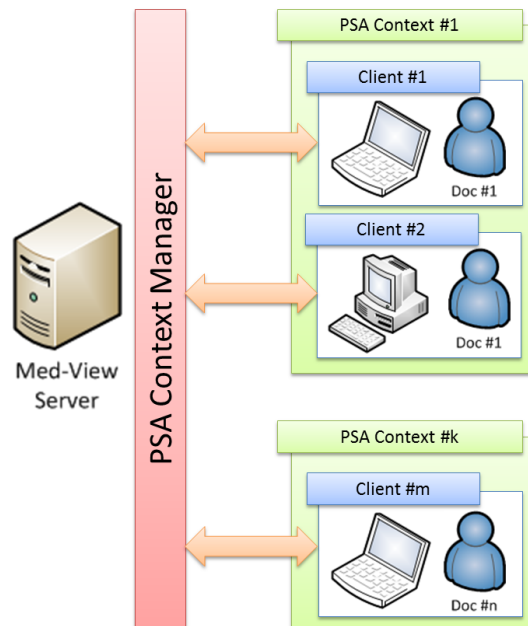 Med-View
Server
PSA Context Manager
PSA Context #1
Client #1
Doc #1
Client #2
Doc #1
PSA Context #k
Client #m
Doc #n